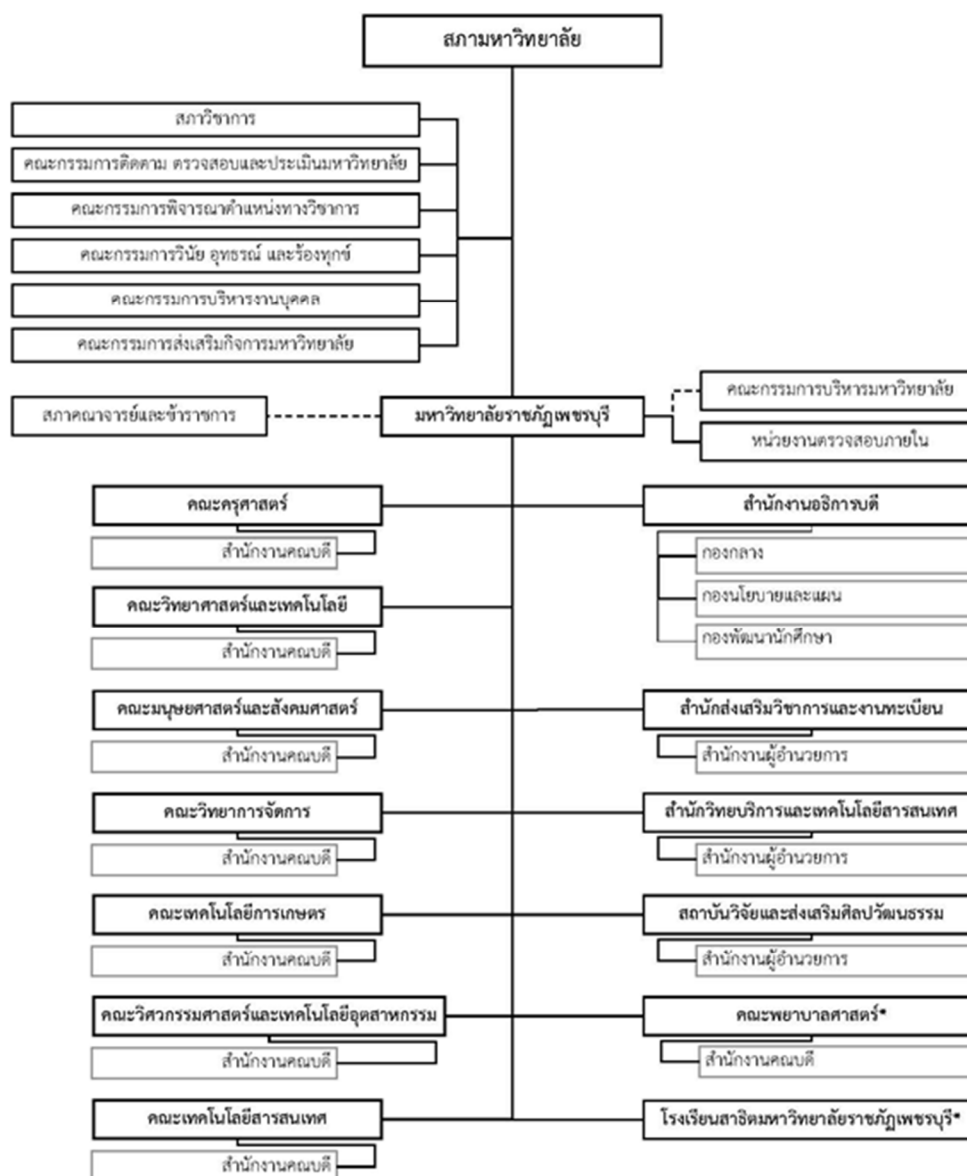 สภามหาวิทยาลัย
สภาวิชาการ
คณะกรรมการติดตาม ตรวจสอบและประเมินมหาวิทยาลัย
คณะกรรมการพิจารณาตำแหน่งทางวิชาการ
คณะกรรมการวินัย อุทธรณ์ และร้องทุกข์
คณะกรรมการบริหารงานบุคคล
คณะกรรมการส่งเสริมกิจการมหาวิทยาลัย
คณะกรรมการบริหารมหาวิทยาลัย
สภาคณาจารย์และข้าราชการ
มหาวิทยาลัยราชภัฏเพชรบุรี
หน่วยงานตรวจสอบภายใน
คณะครุศาสตร์
สำนักงานคณบดี
คณะวิทยาศาสตร์และเทคโนโลยี
สำนักงานคณบดี
คณะมนุษยศาสตร์และสังคมศาสตร์
สำนักงานคณบดี
คณะวิทยาการจัดการ
สำนักงานคณบดี
คณะเทคโนโลยีการเกษตร
สำนักงานคณบดี
คณะวิศวกรรมศาสตร์และเทคโนโลยีอุตสาหกรรม
สำนักงานคณบดี
คณะเทคโนโลยีสารสนเทศ
สำนักงานคณบดี
สำนักงานอธิการบดี
กองกลาง
กองนโยบายและแผน
กองพัฒนานักศึกษา
สำนักส่งเสริมวิชาการและงานทะเบียน
สำนักงานผู้อำนวยการ
สำนักวิทยบริการและเทคโนโลยีสารสนเทศ
สำนักงานผู้อำนวยการ
สถาบันวิจัยและส่งเสริมศิลปวัฒนธรรม
สำนักงานผู้อำนวยการ
คณะพยาบาลศาสตร์*
สำนักงานคณบดี
โรงเรียนสาธิตมหาวิทยาลัยราชภัฏเพชรบุรี*